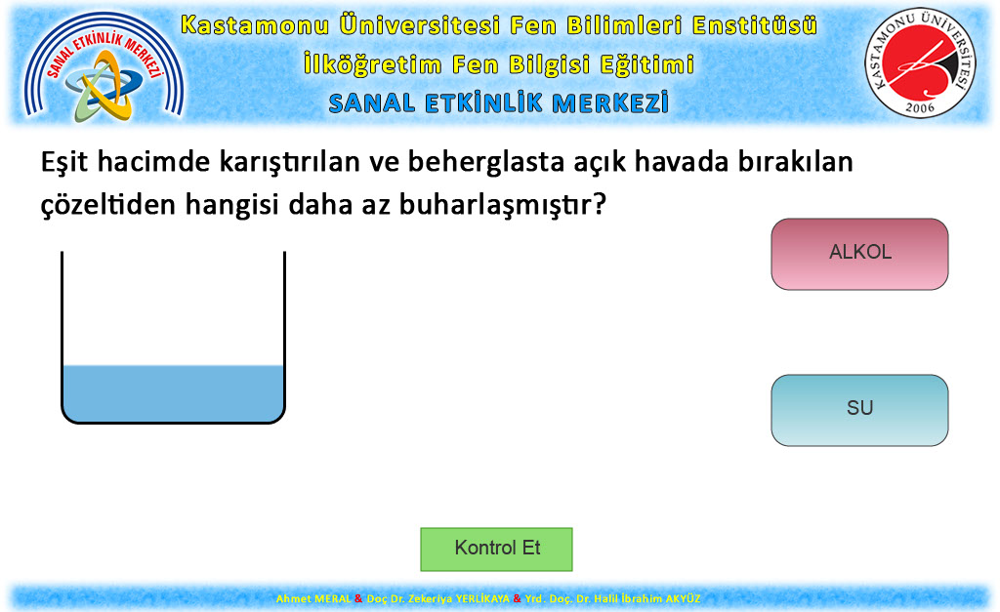 Kastamonu Üniversitesi Fen Bilimleri Enstitüsü
İlköğretim Fen Bilgisi Eğitimi
SANAL ETKİNLİK MERKEZİ
SANAL ETKİNLİK MERKEZİ
KASTAMONU ÜNİVERSİTESİ
2006
Eşit hacimde karıştırılan ve beherglasta açık havada bırakılan
çözeltiden hangisi daha az buharlaşmıştır?
ALKOL
SU
Kontrol Et
Ahmet MERAL & Doç Dr. Zekeriya YERLİKAYA & Yrd. Doç. Dr. Halil İbrahim AKYÜZ